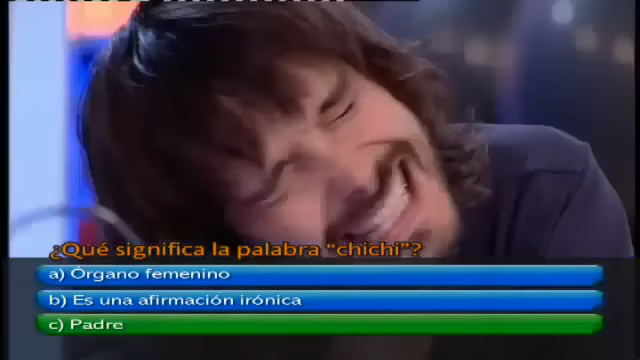 ¿Qué significa la palabra “chichi”?
a) Órgano femenino
b) Es una afirmación irónica
c) Padre